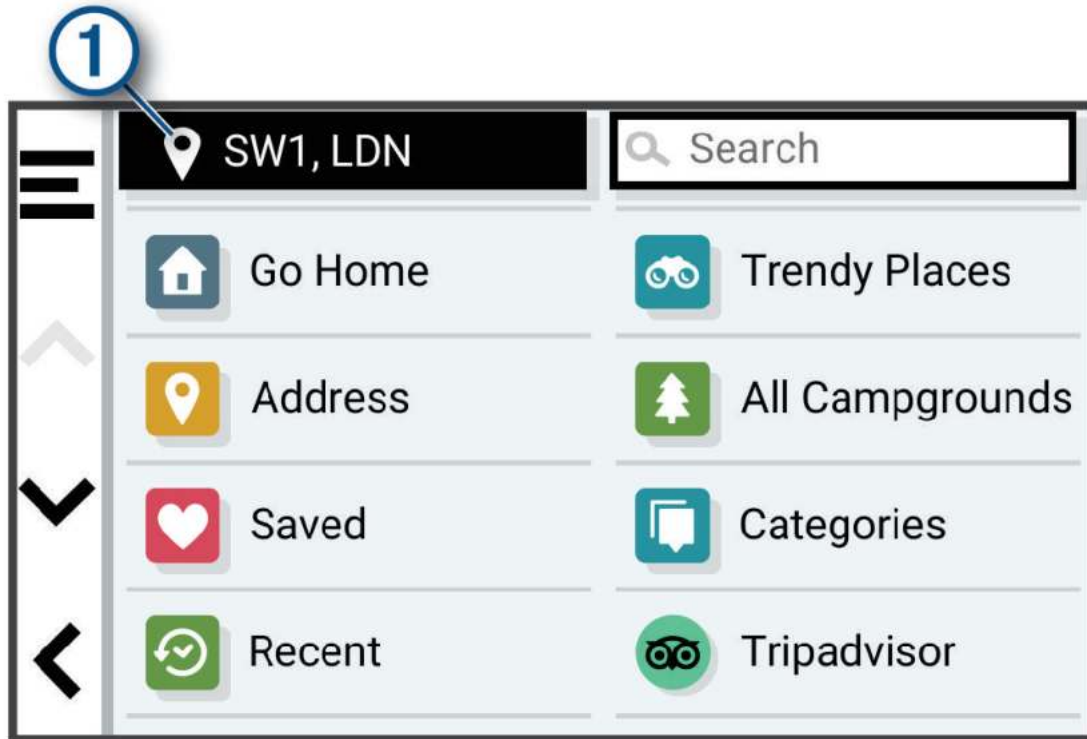 1
SW1, LDN
Search
Go Home
Trendy Places
Address
All Campgrounds
Saved
Categories
Recent
Tripadvisor